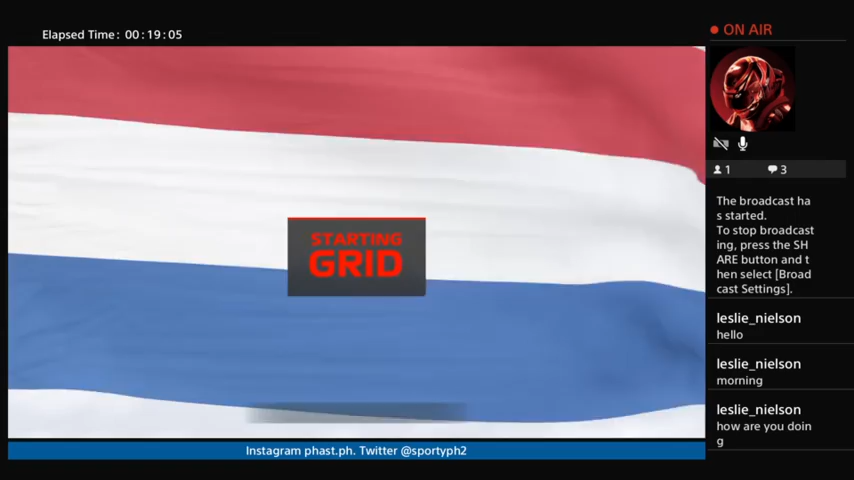 Elapsed Time: 00:19:05
ON AIR
STARTING
GRID
1
3
The broadcast ha
s started.
To stop broadcast
ing, press the SH
ARE button and t
hen select [Broad
cast Settings].
leslie_nielson
hello
leslie_nielson
morning
leslie_nielson
how are you doin
g
Instagram phast.ph. Twitter @sportyph2